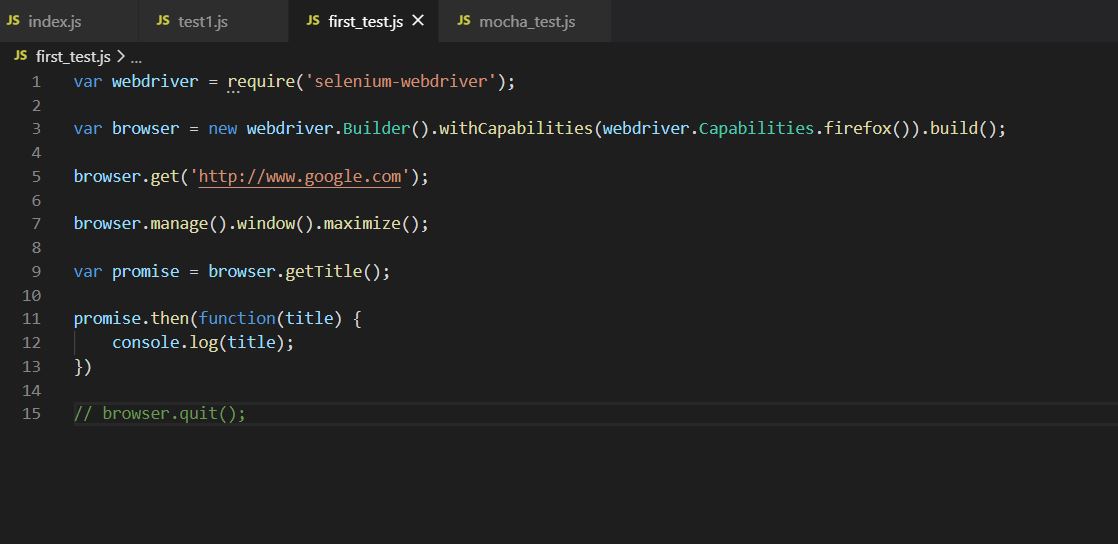 JS index.js JS test1.js JS first_test.js × JS mocha_test.js
JS first_test.js > ...
1 var webdriver = require('selenium-webdriver');
2
3 var browser = new webdriver.Builder().withCapabilities(webdriver.Capabilities.firefox()).build();
4
5 browser.get('http://www.google.com');
6
7 browser.manage().window().maximize();
8
9 var promise = browser.getTitle();
10
11 promise.then(function(title) {
12     console.log(title);
13 })
14
15 // browser.quit();